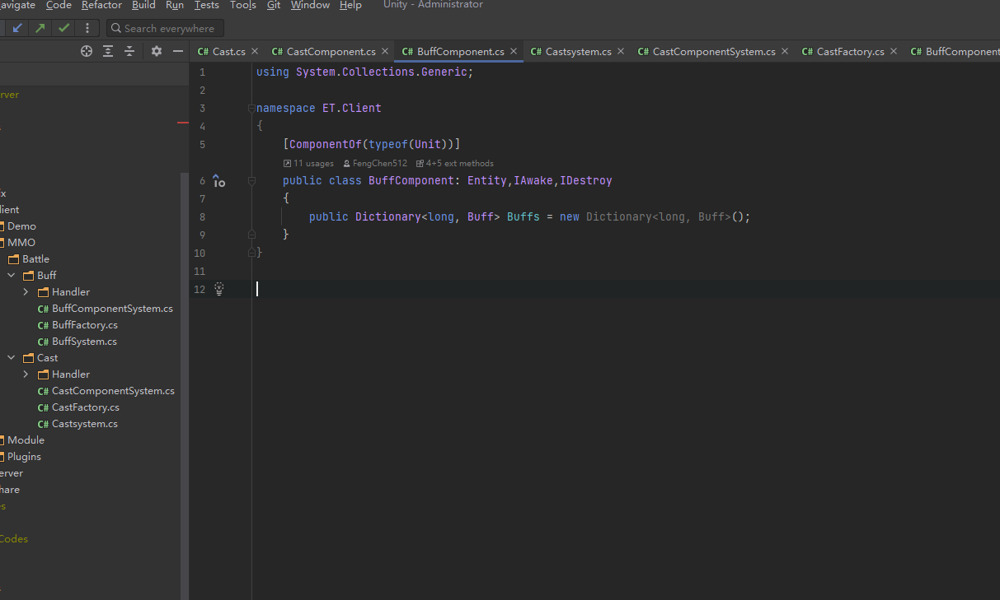 avigate Code Refactor Build Run Tests Tools Git Window Help Unity - Administrator
Search everywhere
C# Cast.cs C# CastComponent.cs C# BuffComponent.cs C# Castsystem.cs C# CastComponentSystem.cs C# CastFactory.cs C# BuffComponent
1 using System.Collections.Generic;
2
3 namespace ET.Client
4 {
5 [ComponentOf(typeof(Unit))]
11 usages FengChen512 4+5 ext methods
6 public class BuffComponent: Entity,IAwake,IDestroy
7 {
8 public Dictionary<long, Buff> Buffs = new Dictionary<long, Buff>();
9 }
10 }
11
12
rver
ix
lient
Demo
MMO
Battle
Buff
Handler
C# BuffComponentSystem.cs
C# BuffFactory.cs
C# BuffSystem.cs
Cast
Handler
C# CastComponentSystem.cs
C# CastFactory.cs
C# Castsystem.cs
Module
Plugins
erver
hare
s
Codes